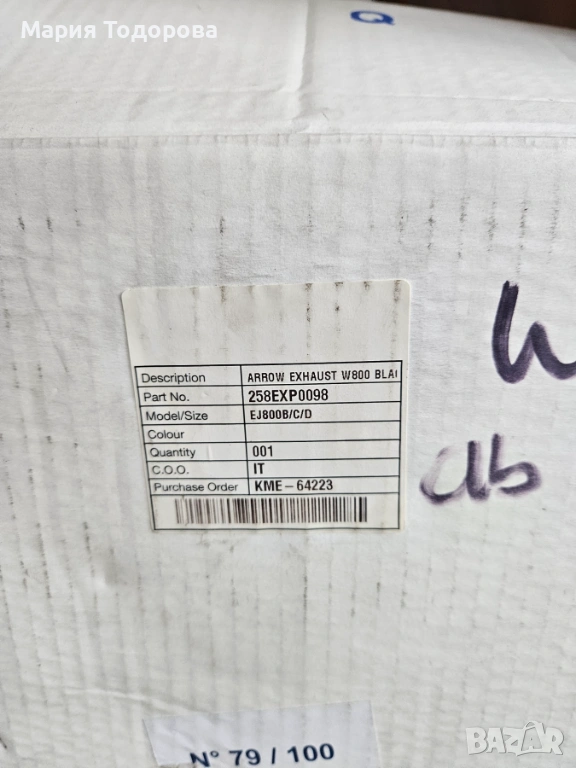 Мария Тодорова
Q
Description ARROW EXHAUST W800 BLA
Part No. 258EXP0098
Model/Size EJ800B/C/D
Colour
Quantity 001
C.O.O. IT
Purchase Order KME-64223
N° 79 / 100
BAZAR